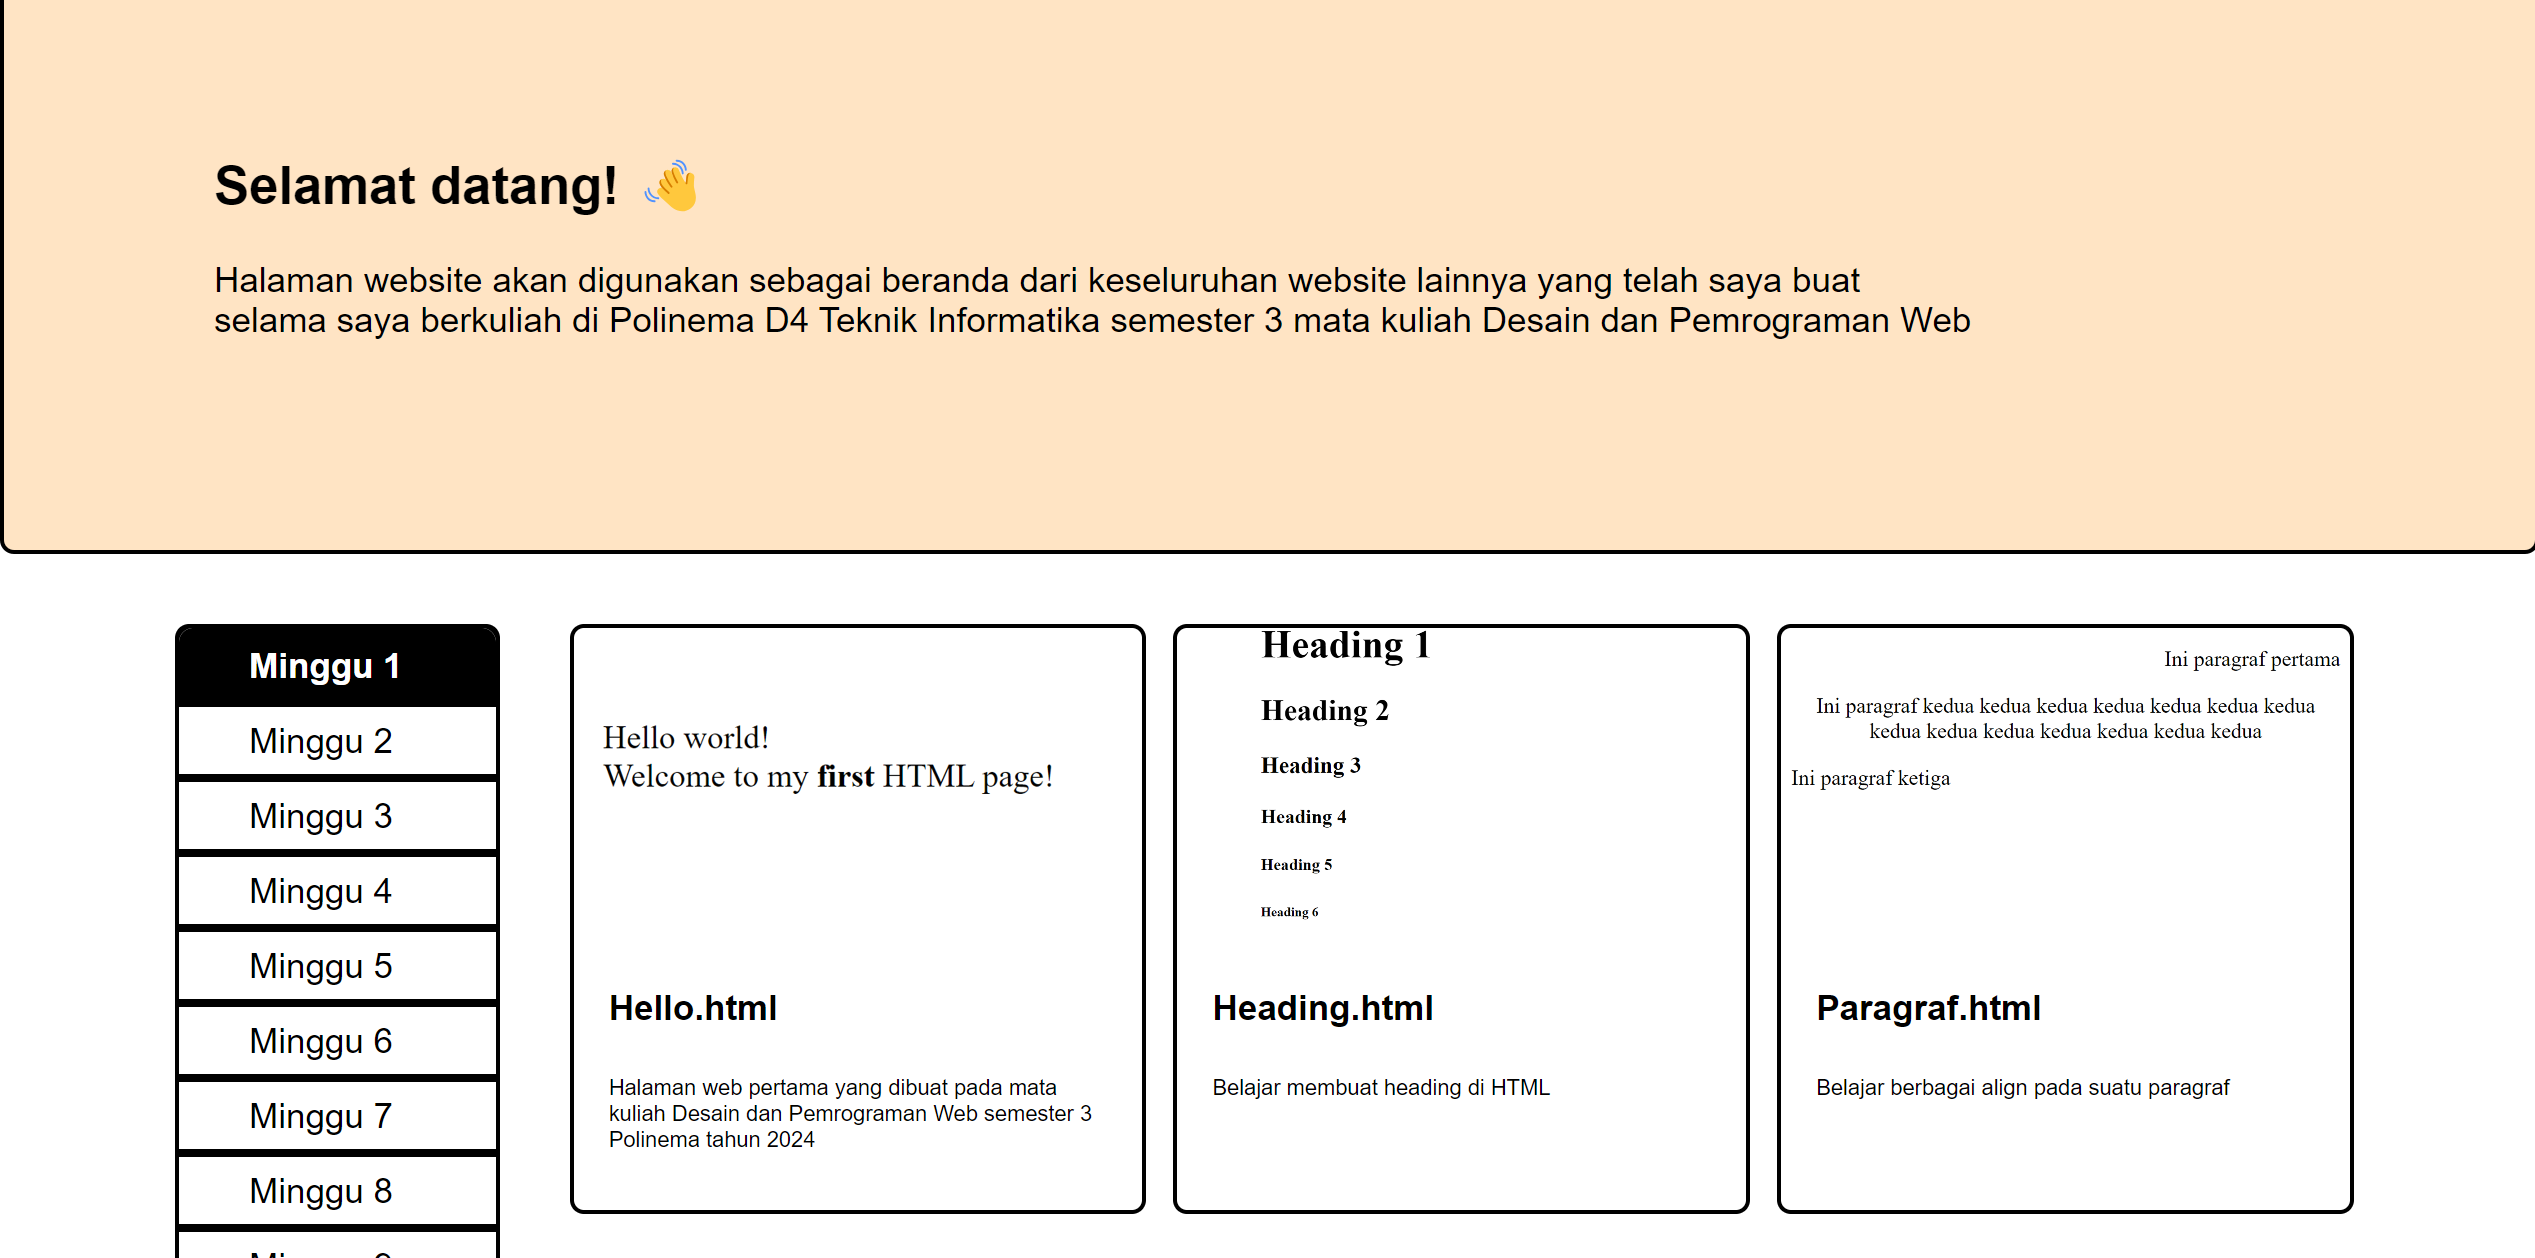 Selamat datang! 👋
Halaman website akan digunakan sebagai beranda dari keseluruhan website lainnya yang telah saya buat
selama saya berkuliah di Polinema D4 Teknik Informatika semester 3 mata kuliah Desain dan Pemrograman Web
Minggu 1
Minggu 2
Minggu 3
Minggu 4
Minggu 5
Minggu 6
Minggu 7
Minggu 8
Hello world!
Welcome to my first HTML page!
Hello.html
Halaman web pertama yang dibuat pada mata
kuliah Desain dan Pemrograman Web semester 3
Polinema tahun 2024
Heading 1
Heading 2
Heading 3
Heading 4
Heading 5
Heading 6
Heading.html
Belajar membuat heading di HTML
Ini paragraf pertama
Ini paragraf kedua kedua kedua kedua kedua kedua kedua
kedua kedua kedua kedua kedua kedua kedua
Ini paragraf ketiga
Paragraf.html
Belajar berbagai align pada suatu paragraf